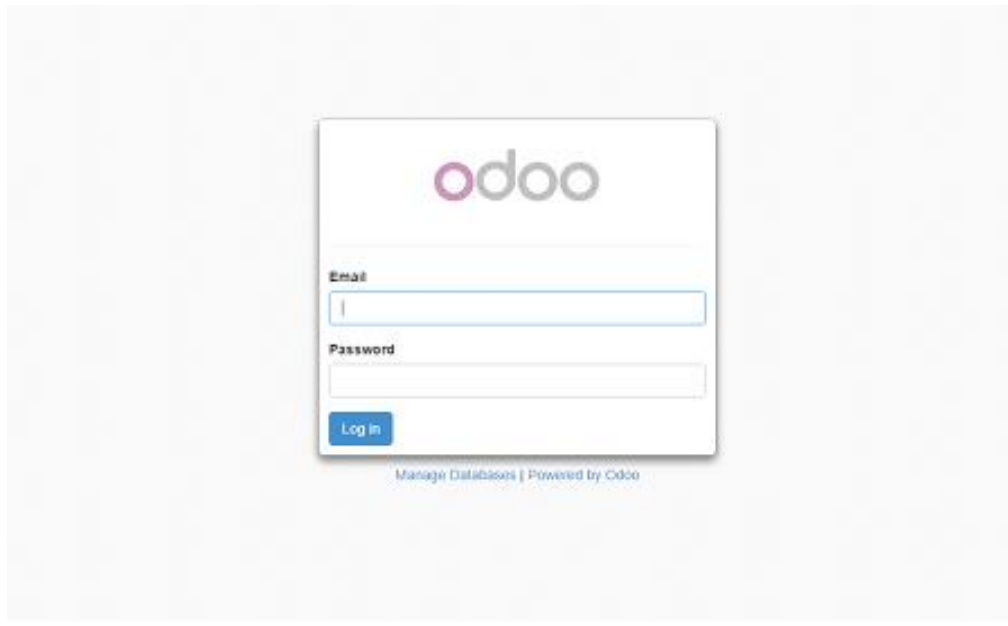 odoo
Email
Password
Log in
Manage Databases | Powered by Odoo